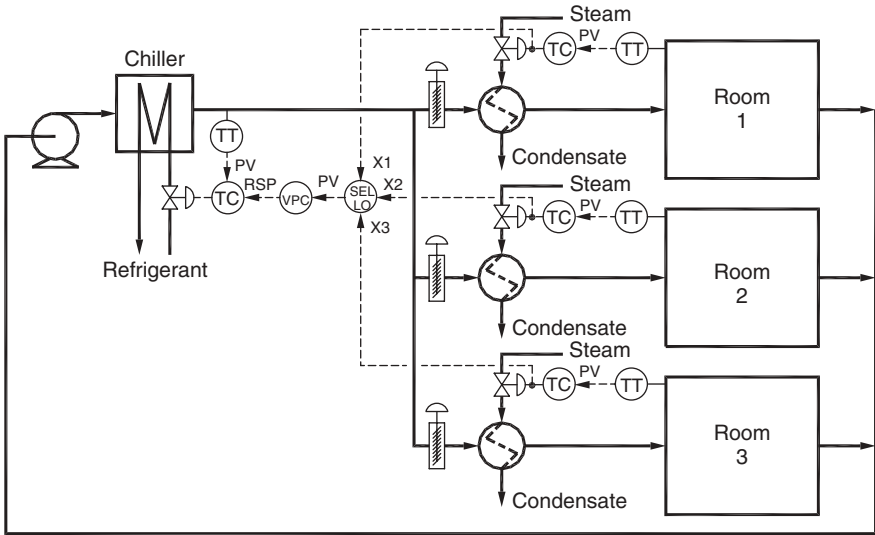 Steam
TC
PV
TT
Chiller
Room
1
TT
Condensate
PV
X1
Steam
TC
RSP
VPC
PV
SEL
LO
X2
TC
PV
TT
X3
Room
2
Refrigerant
Condensate
Steam
TC
PV
TT
Room
3
Condensate